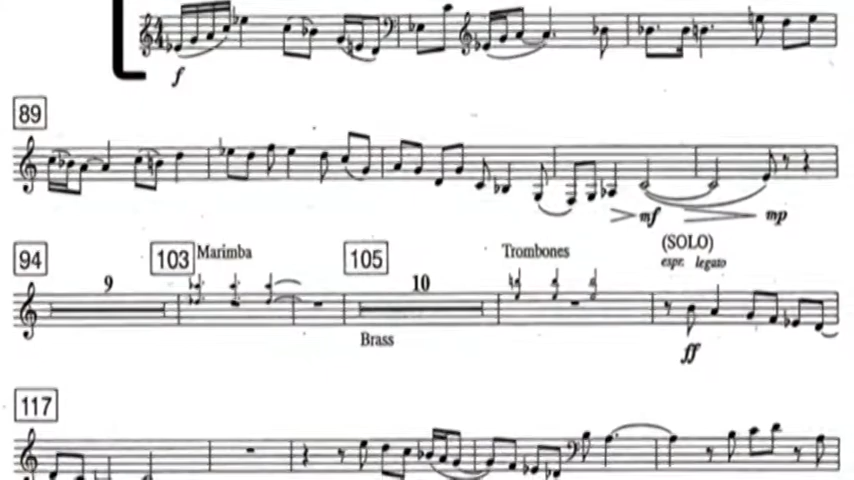 f
89
mf mp
94 9 103 Marimba 105 10 Trombones (SOLO)
espr. legato
Brass
ff
117